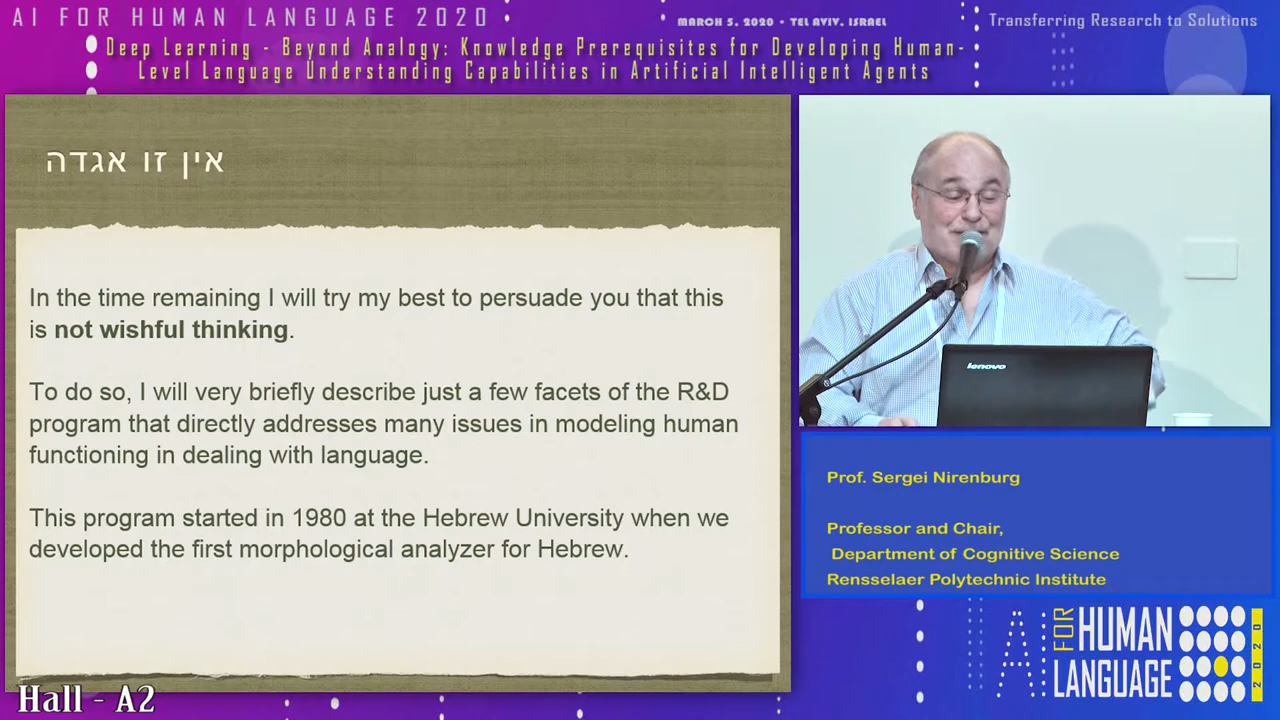 AI FOR HUMAN LANGUAGE 2020
MARCH 5, 2020 - TEL AVIV, ISRAEL
Transferring Research to Solutions
Deep Learning - Beyond Analogy: Knowledge Prerequisites for Developing Human-
Level Language Understanding Capabilities in Artificial Intelligent Agents
אין זו אגדה
In the time remaining I will try my best to persuade you that this
is not wishful thinking.
To do so, I will very briefly describe just a few facets of the R&D
program that directly addresses many issues in modeling human
functioning in dealing with language.
This program started in 1980 at the Hebrew University when we
developed the first morphological analyzer for Hebrew.
lenovo
Prof. Sergei Nirenburg
Professor and Chair,
Department of Cognitive Science
Rensselaer Polytechnic Institute
AI FOR HUMAN
LANGUAGE 2020
Hall - A2